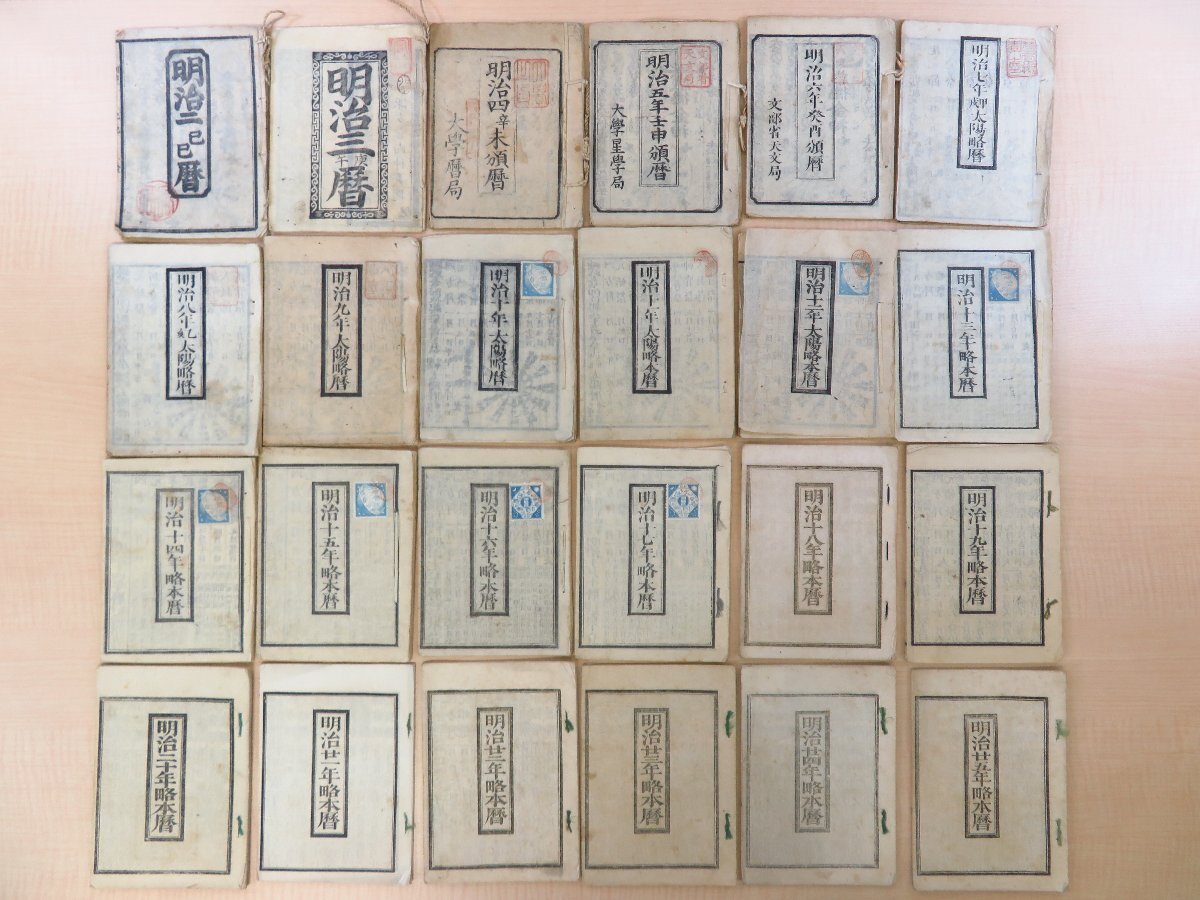 明治二己巳暦
明治三庚午暦
明治四辛未頒暦
大學暦局
明治五年壬申頒暦
大學星學局
明治六年癸酉頒暦
文部省天文局
明治七年甲戌太陽略暦
明治八年乙亥太陽略暦
明治九年太陽略暦
明治十年太陽略暦
明治十一年太陽略本暦
明治十二年太陽略本暦
明治十三年略本暦
明治十四年略本暦
明治十五年略本暦
明治十六年略本暦
明治十七年略本暦
明治十八年略本暦
明治十九年略本暦
明治二十年略本暦
明治廿一年略本暦
明治廿二年略本暦
明治廿三年略本暦
明治廿四年略本暦
明治廿五年略本暦